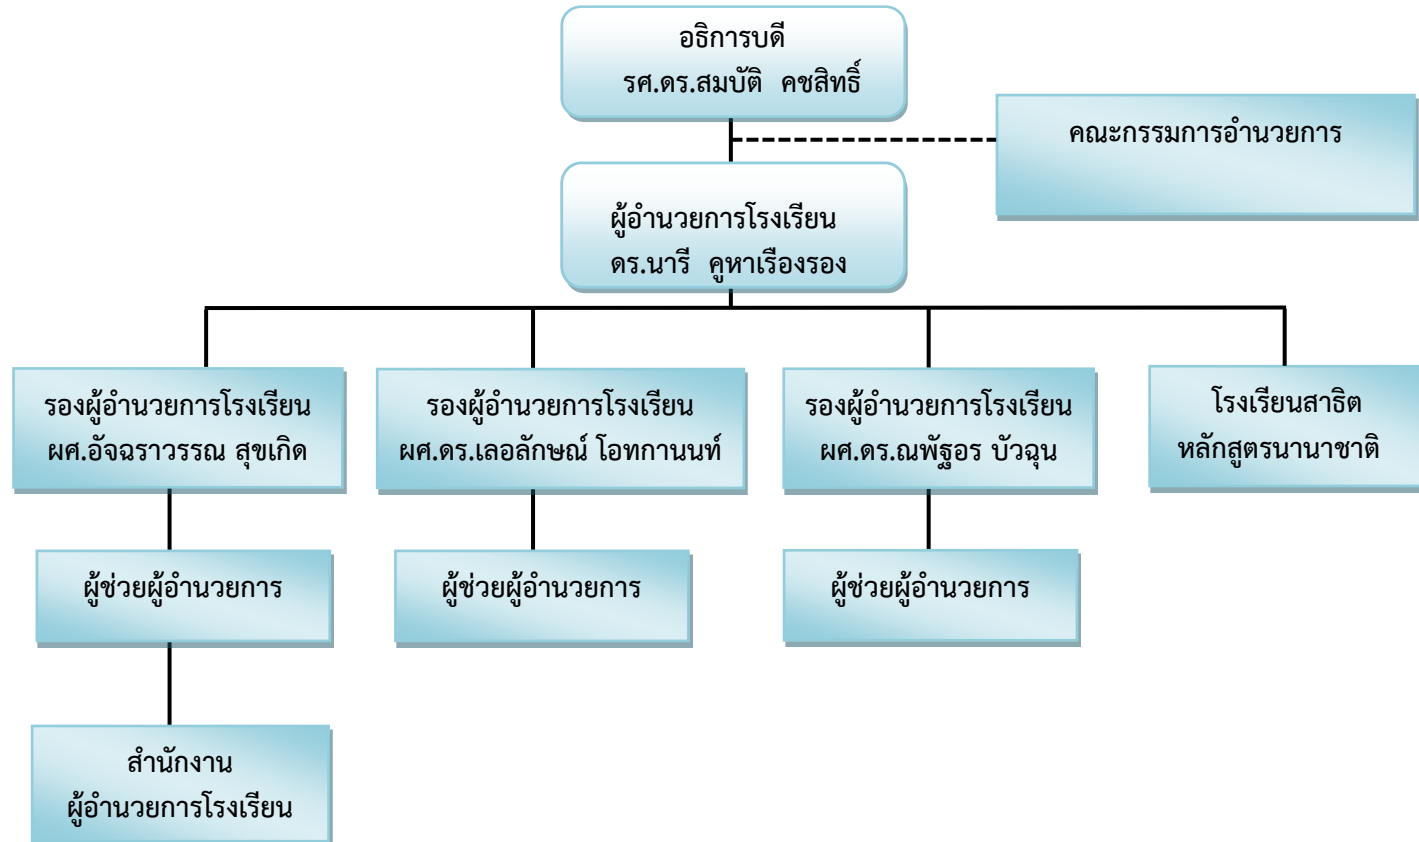 อธิการบดี
รศ.ดร.สมบัติ คชสิทธิ์
คณะกรรมการอำนวยการ
ผู้อำนวยการโรงเรียน
ดร.นารี คูหาเรืองรอง
รองผู้อำนวยการโรงเรียน
ผศ.อัจฉราวรรณ สุขเกิด
รองผู้อำนวยการโรงเรียน
ผศ.ดร.เลอลักษณ์ โอทกานนท์
รองผู้อำนวยการโรงเรียน
ผศ.ดร.ณพัฐอร บัวฉุน
โรงเรียนสาธิต
หลักสูตรนานาชาติ
ผู้ช่วยผู้อำนวยการ
ผู้ช่วยผู้อำนวยการ
ผู้ช่วยผู้อำนวยการ
สำนักงาน
ผู้อำนวยการโรงเรียน